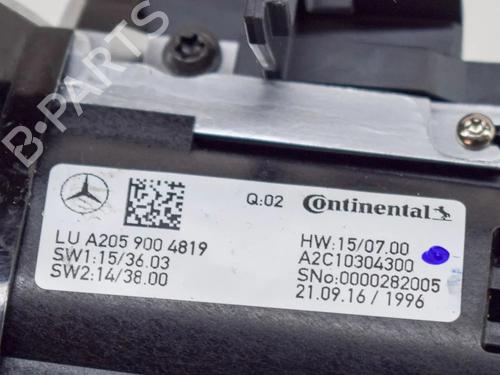 B-PARTS
Q:02 Continental
LU A205 900 4819
HW:15/07.00
SW1:15/36.03
A2C10304300
SW2:14/38.00
SNo:0000282005
21.09.16 / 1996